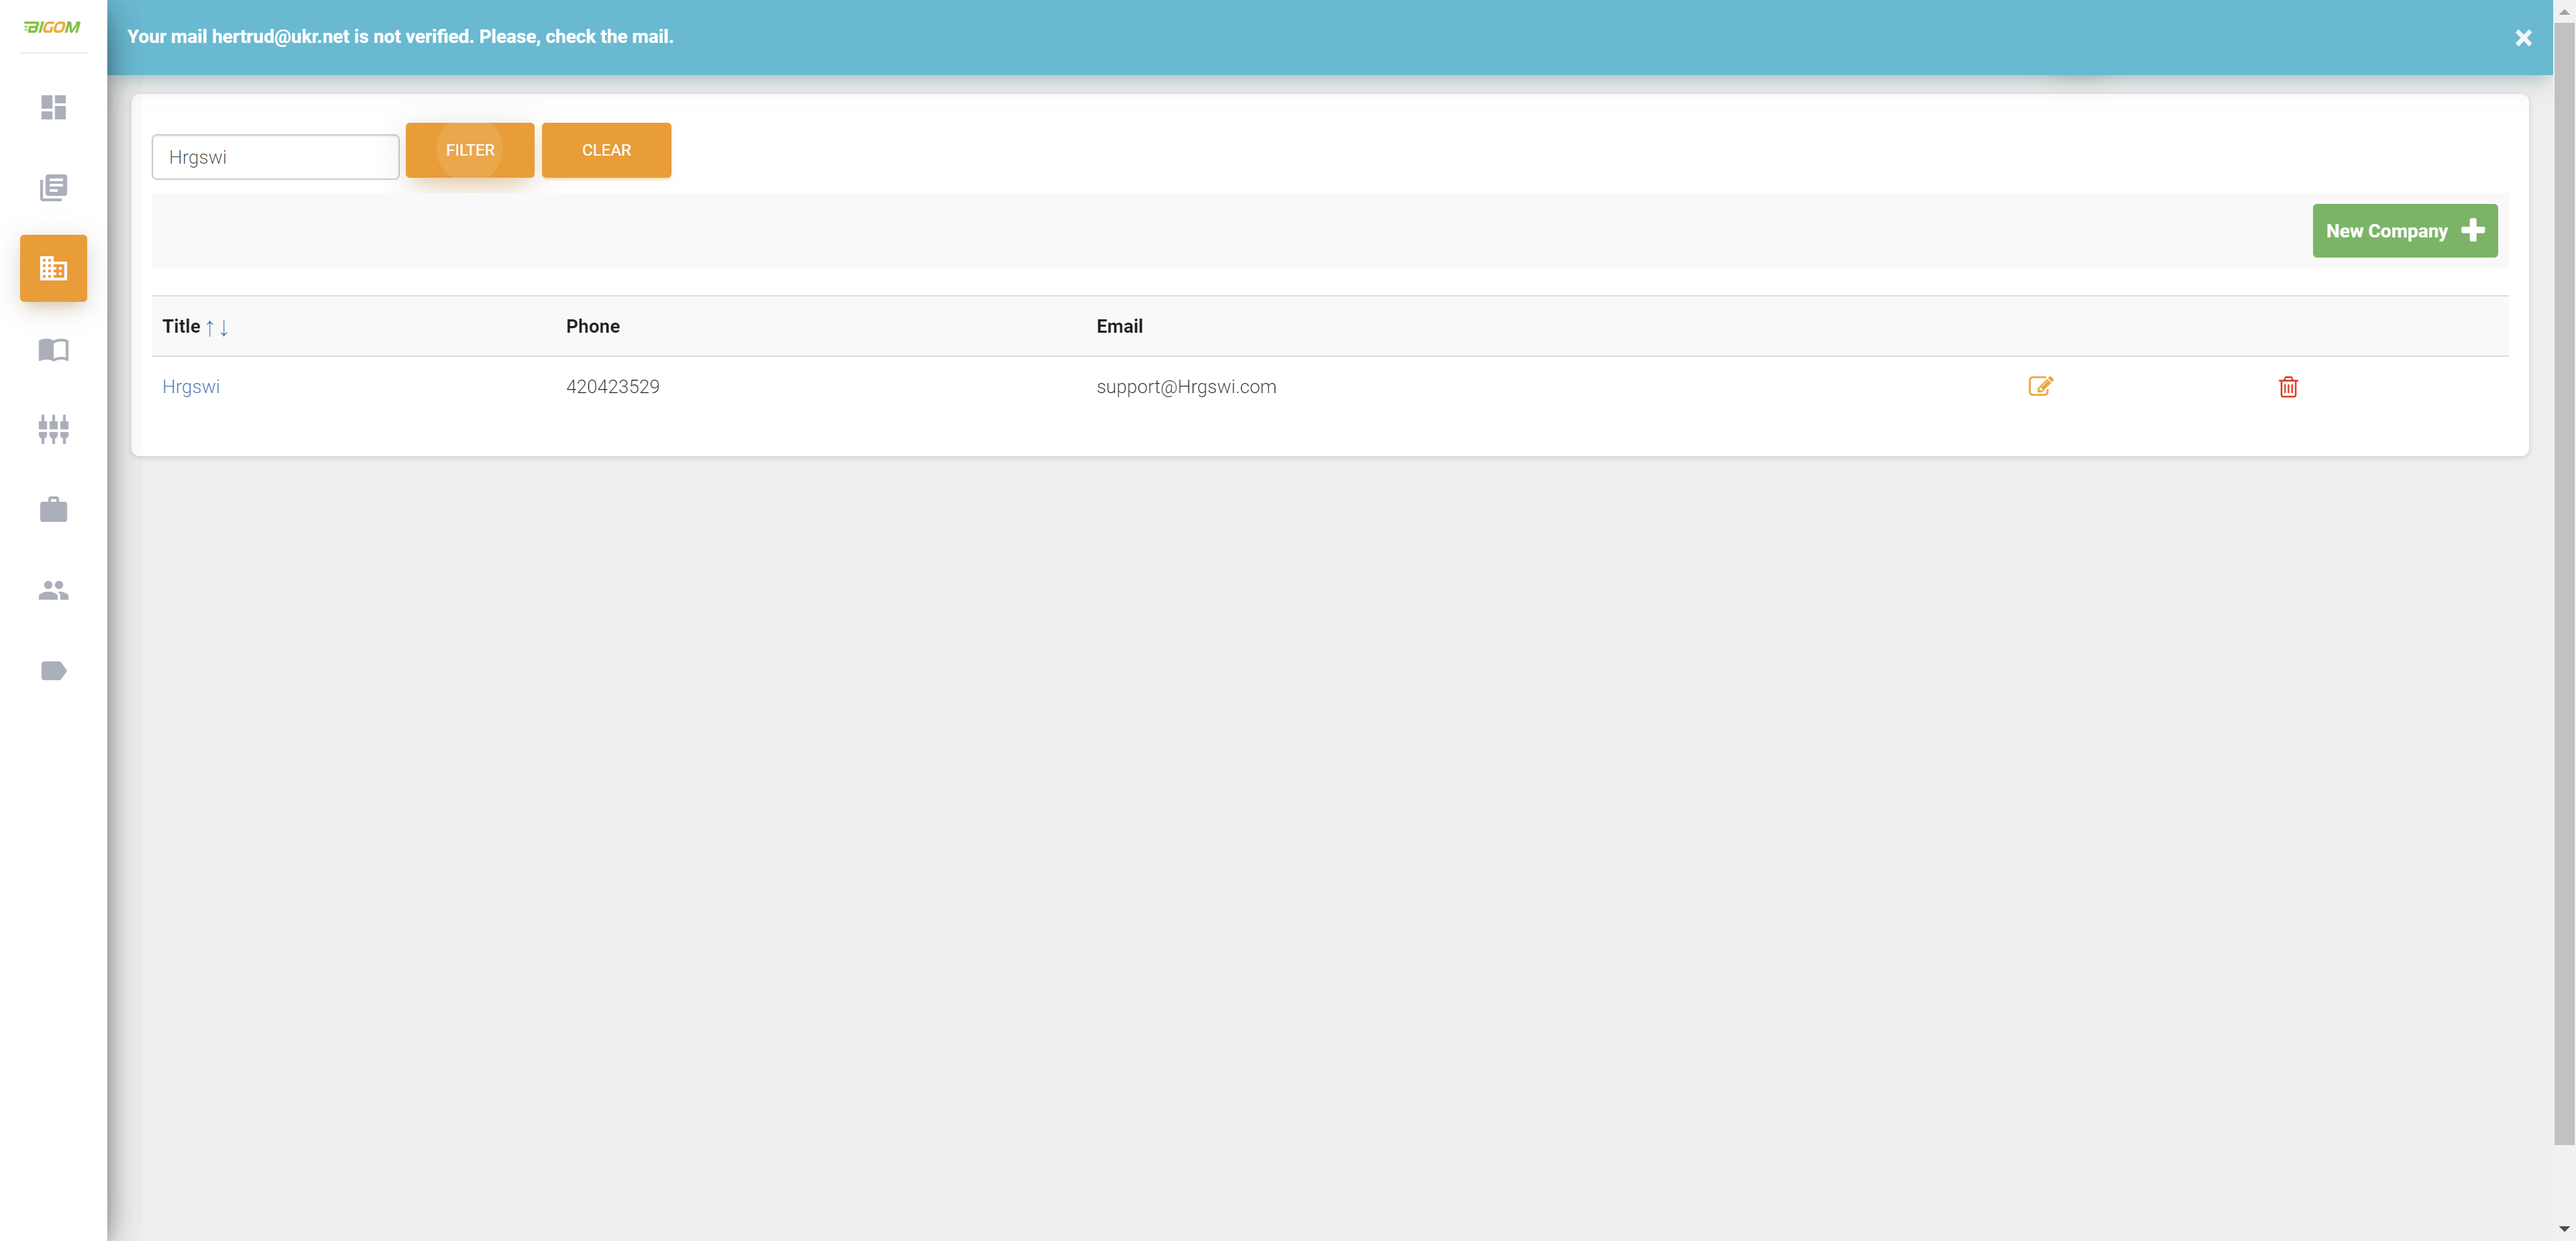 BIGOM
Your mail hertrud@ukr.net is not verified. Please, check the mail.
Hrgswi
FILTER
CLEAR
New Company
Title ↑↓ Phone Email
Hrgswi 420423529 support@Hrgswi.com